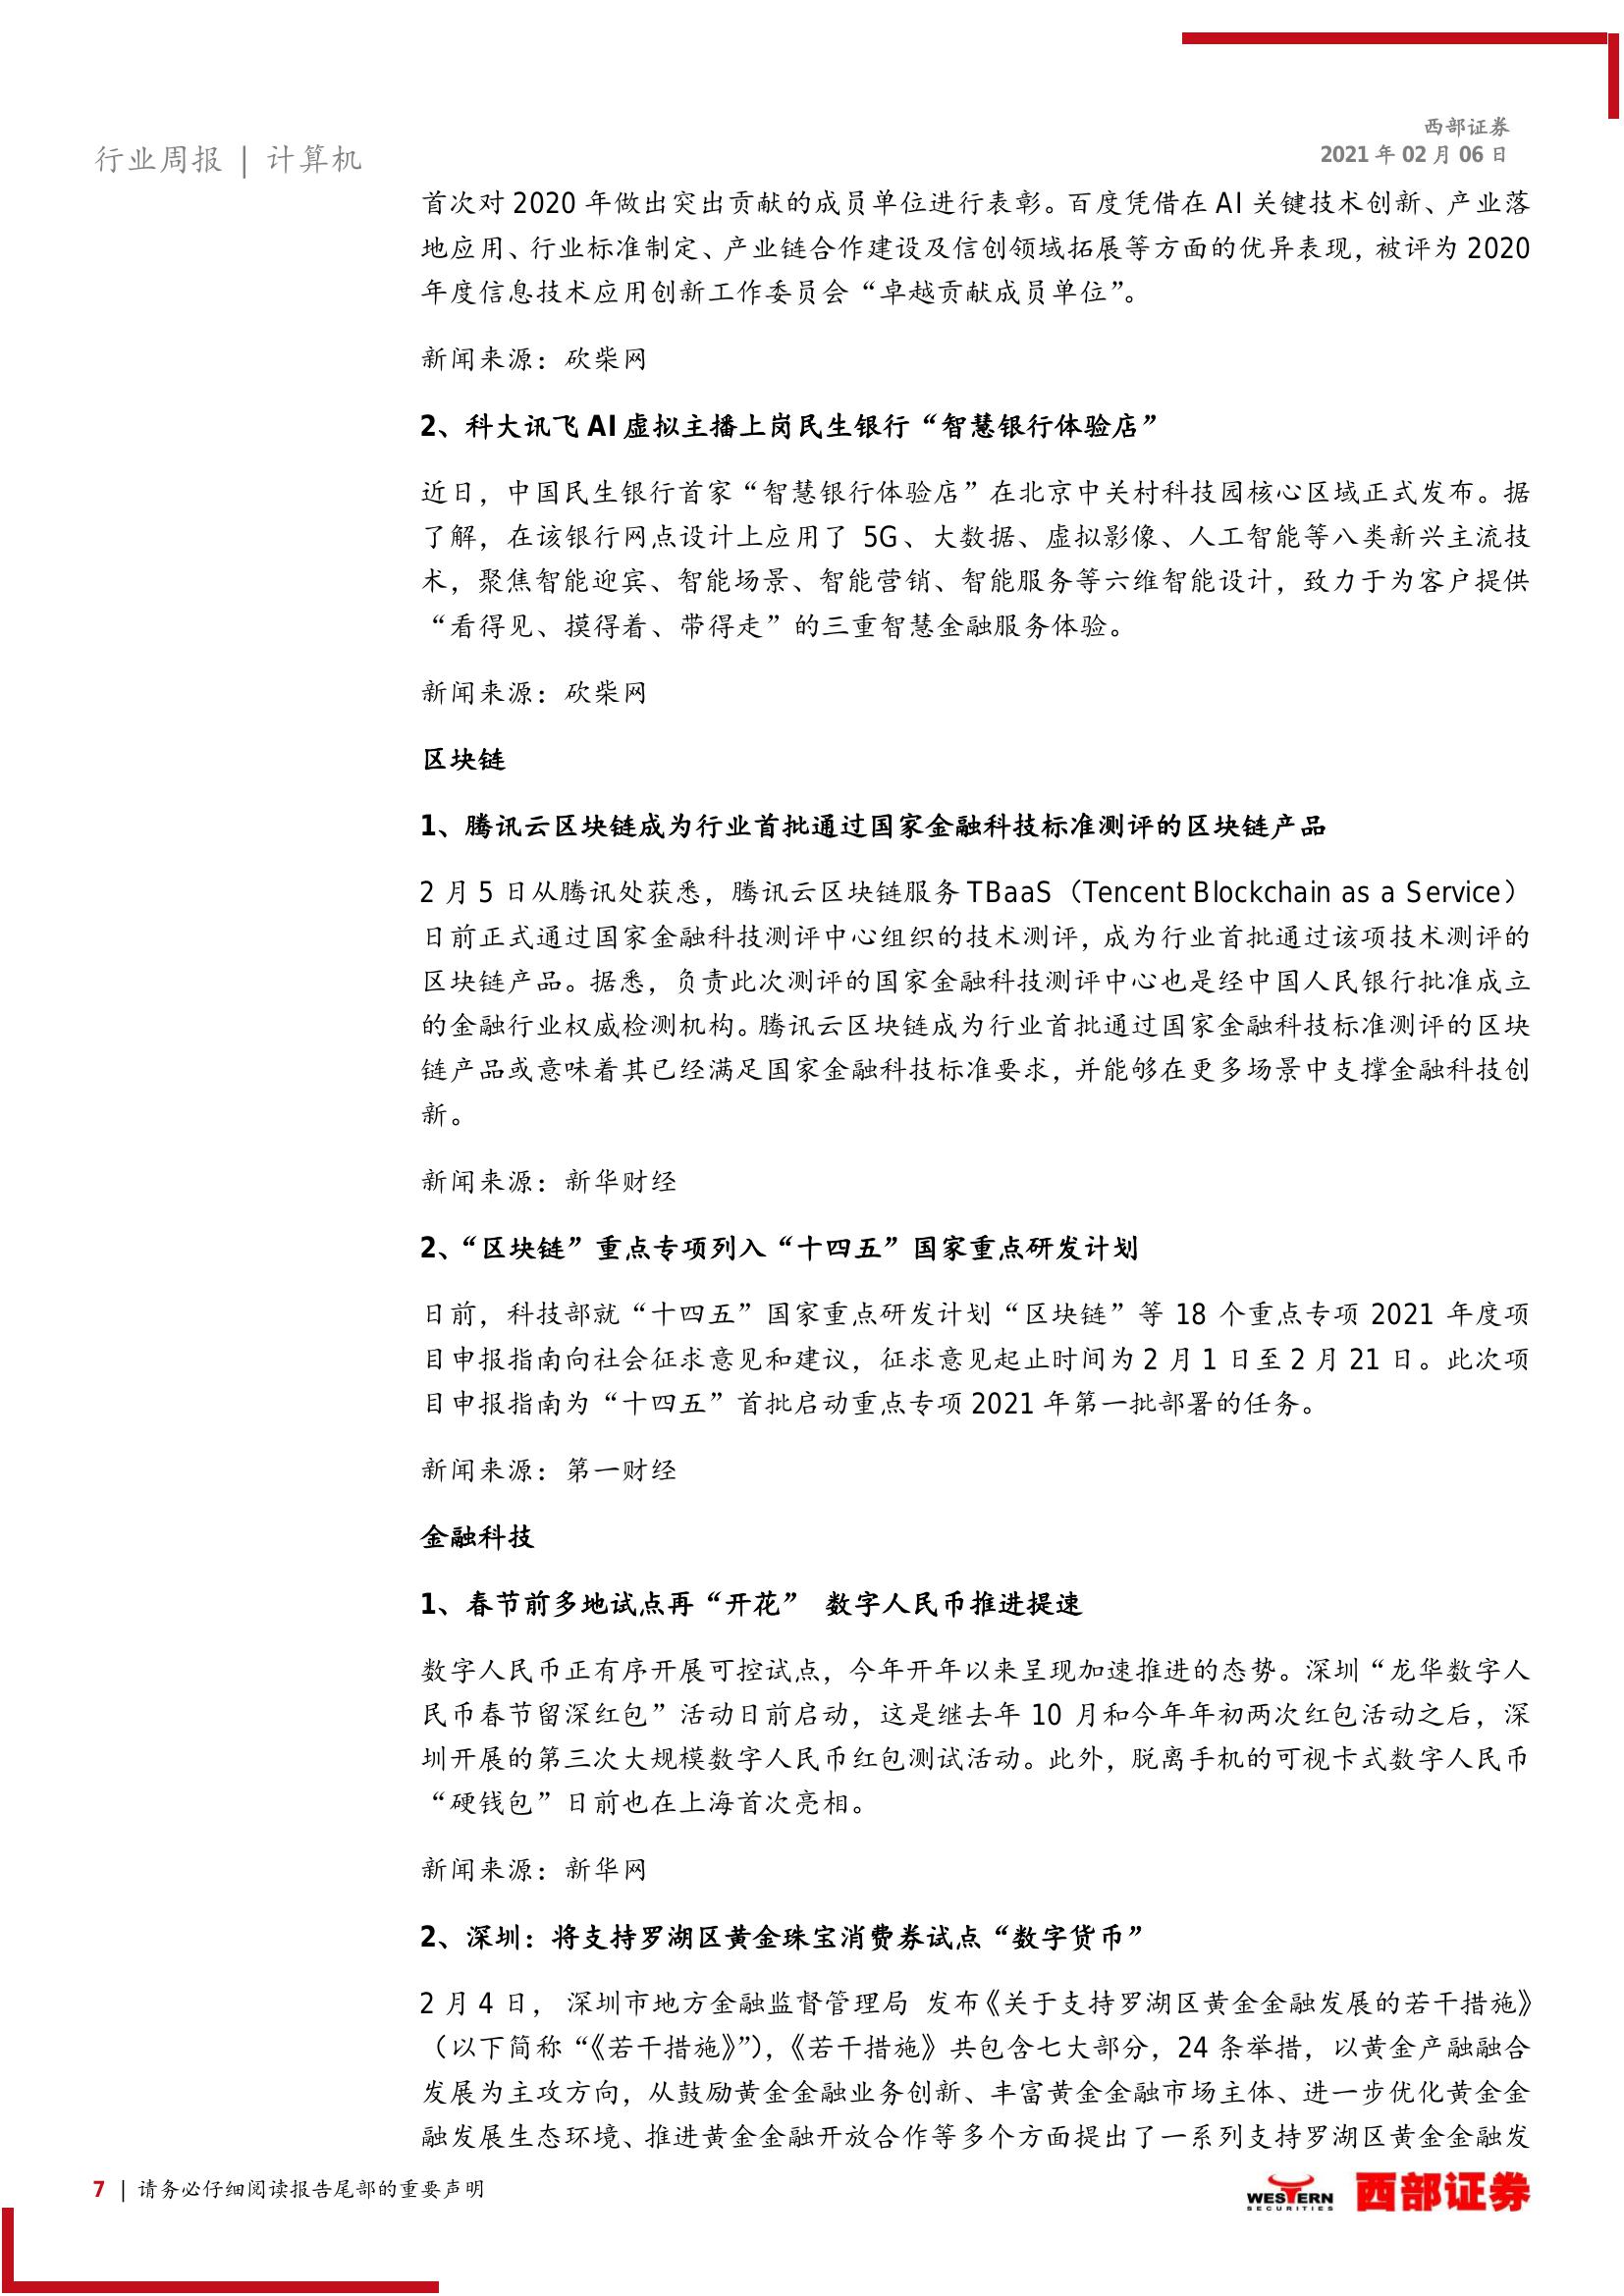 西部证券
2021 年 02 月 06 日
行业周报 | 计算机
首次对 2020 年做出突出贡献的成员单位进行表彰。百度凭借在 AI 关键技术创新、产业落
地应用、行业标准制定、产业链合作建设及信创领域拓展等方面的优异表现，被评为 2020
年度信息技术应用创新工作委员会“卓越贡献成员单位”。
新闻来源：砍柴网
2、科大讯飞 AI 虚拟主播上岗民生银行“智慧银行体验店”
近日，中国民生银行首家“智慧银行体验店”在北京中关村科技园核心区域正式发布。据
了解，在该银行网点设计上应用了 5G、大数据、虚拟影像、人工智能等八类新兴主流技
术，聚焦智能迎宾、智能场景、智能营销、智能服务等六维智能设计，致力于为客户提供
“看得见、摸得着、带得走”的三重智慧金融服务体验。
新闻来源：砍柴网
区块链
1、腾讯云区块链成为行业首批通过国家金融科技标准测评的区块链产品
2 月 5 日从腾讯处获悉，腾讯云区块链服务 TBaaS（Tencent Blockchain as a Service）
日前正式通过国家金融科技测评中心组织的技术测评，成为行业首批通过该项技术测评的
区块链产品。据悉，负责此次测评的国家金融科技测评中心也是经中国人民银行批准成立
的金融行业权威检测机构。腾讯云区块链成为行业首批通过国家金融科技标准测评的区块
链产品或意味着其已经满足国家金融科技标准要求，并能够在更多场景中支撑金融科技创
新。
新闻来源：新华财经
2、“区块链”重点专项列入“十四五”国家重点研发计划
日前，科技部就“十四五”国家重点研发计划“区块链”等 18 个重点专项 2021 年度项
目申报指南向社会征求意见和建议，征求意见起止时间为 2 月 1 日至 2 月 21 日。此次项
目申报指南为“十四五”首批启动重点专项 2021 年第一批部署的任务。
新闻来源：第一财经
金融科技
1、春节前多地试点再“开花” 数字人民币推进提速
数字人民币正有序开展可控试点，今年开年以来呈现加速推进的态势。深圳“龙华数字人
民币春节留深红包”活动日前启动，这是继去年 10 月和今年年初两次红包活动之后，深
圳开展的第三次大规模数字人民币红包测试活动。此外，脱离手机的可视卡式数字人民币
“硬钱包”日前也在上海首次亮相。
新闻来源：新华网
2、深圳：将支持罗湖区黄金珠宝消费券试点“数字货币”
2 月 4 日， 深圳市地方金融监督管理局 发布《关于支持罗湖区黄金金融发展的若干措施》
（以下简称“《若干措施》”），《若干措施》共包含七大部分，24 条举措，以黄金产融融合
发展为主攻方向，从鼓励黄金金融业务创新、丰富黄金金融市场主体、进一步优化黄金金
融发展生态环境、推进黄金金融开放合作等多个方面提出了一系列支持罗湖区黄金金融发
7 | 请务必仔细阅读报告尾部的重要声明
WESTERN
SECURITIES
西部证券